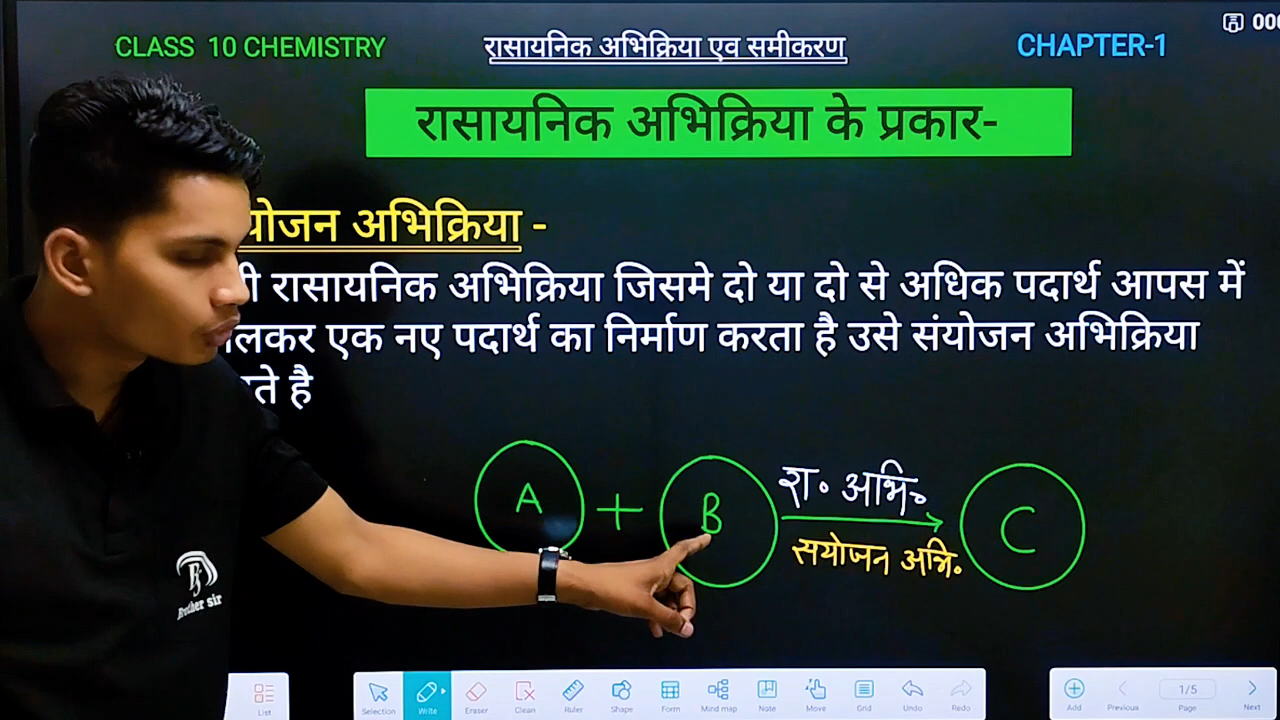 000
CLASS 10 CHEMISTRY
रासायनिक अभिक्रिया एव समीकरण
CHAPTER-1
रासायनिक अभिक्रिया के प्रकार-
योजन अभिक्रिया -
रासायनिक अभिक्रिया जिसमे दो या दो से अधिक पदार्थ आपस में
लकर एक नए पदार्थ का निर्माण करता है उसे संयोजन अभिक्रिया
ते है
A + B रा॰ अभि॰ C
सयोजन अभि॰
Brother sir
List
Selection
Write
Eraser
Clean
Ruler
Shape
Form
Mind map
Note
Move
Grid
Undo
Redo
Add
Previous
1/5
Page
Next